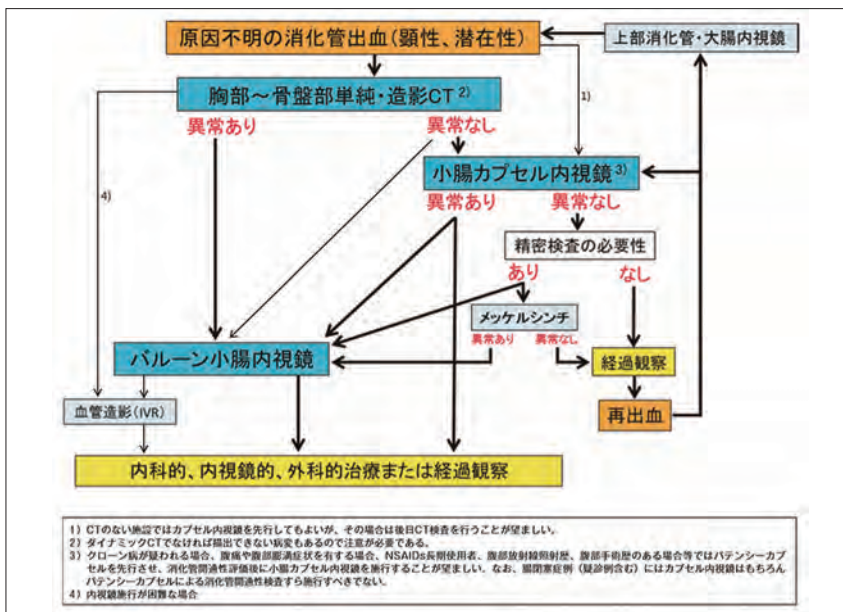 原因不明の消化管出血(顕性、潜在性)
上部消化管・大腸内視鏡
胸部～骨盤部単純・造影CT2)
1)
異常あり
異常なし
小腸カプセル内視鏡3)
4)
異常あり
異常なし
精密検査の必要性
あり
なし
メッケルシンチ
異常あり
異常なし
バルーン小腸内視鏡
経過観察
血管造影(IVR)
再出血
内科的、内視鏡的、外科的治療または経過観察
1) CTのない施設ではカプセル内視鏡を先行してもよいが、その場合は後日CT検査を行うことが望ましい。
2) ダイナミックCTでなければ描出できない病変もあるので注意が必要である。
3) クローン病が疑われる場合、腹痛や腹部膨満症状を有する場合、NSAIDs長期使用者、腹部放射線照射歴、腹部手術歴のある場合等ではパテンシーカプ
セルを先行させ、消化管開通性評価後に小腸カプセル内視鏡を施行することが望ましい。なお、腸閉塞症例(疑診例含む)にはカプセル内視鏡はもちろん
パテンシーカプセルによる消化管開通性検査すら施行すべきでない。
4) 内視鏡施行が困難な場合